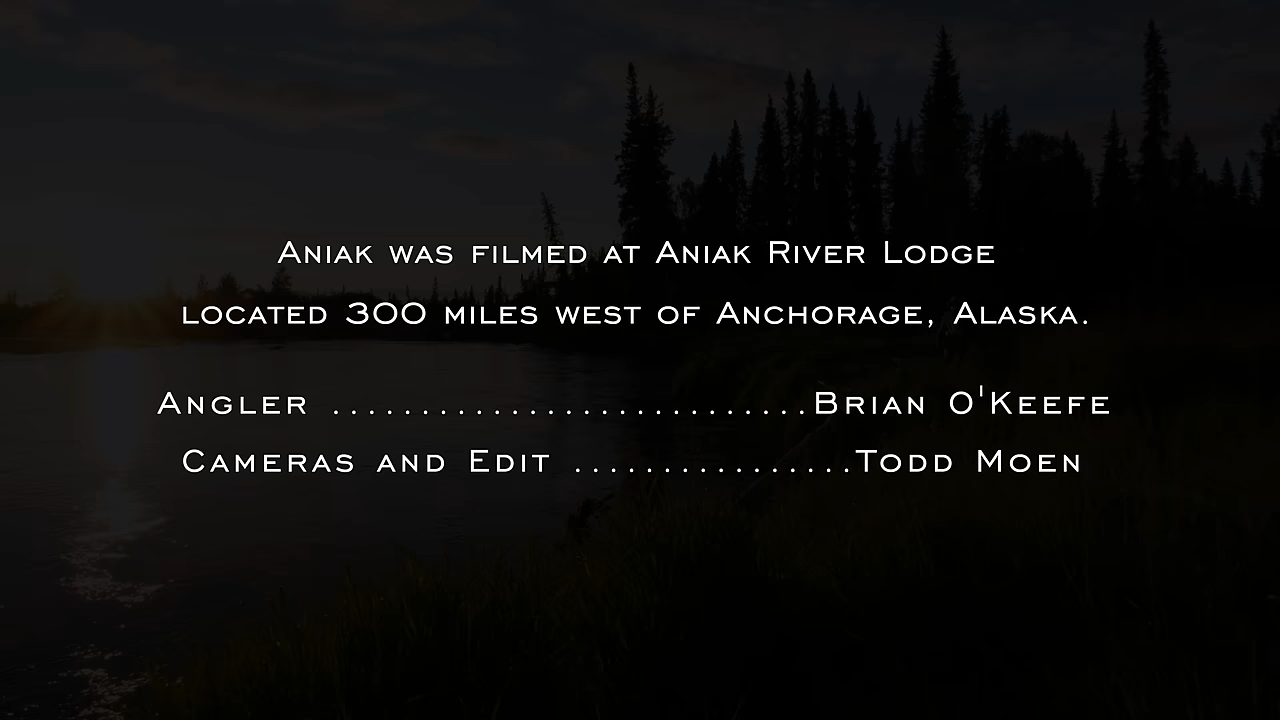 Aniak was filmed at Aniak River Lodge
located 300 miles west of Anchorage, Alaska.
Angler ...........................Brian O'Keefe
Cameras and Edit ................Todd Moen